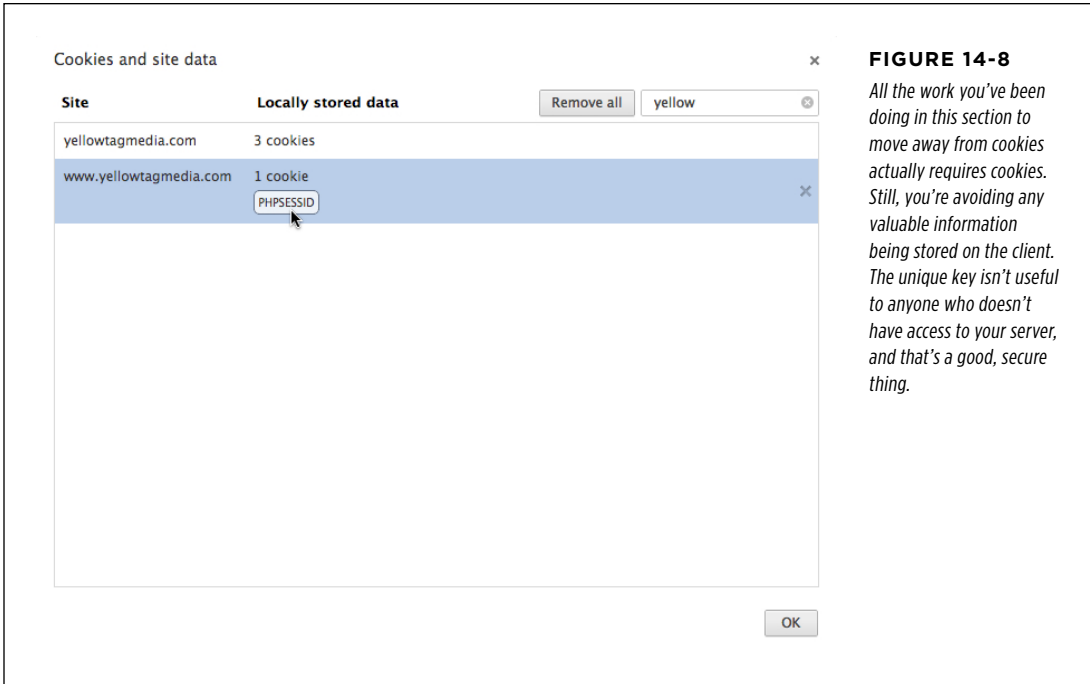 Cookies and site data
Site Locally stored data Remove all yellow
yellowtagmedia.com 3 cookies
www.yellowtagmedia.com 1 cookie
PHPSESSID
OK
FIGURE 14-8
All the work you’ve been
doing in this section to
move away from cookies
actually requires cookies.
Still, you’re avoiding any
valuable information
being stored on the client.
The unique key isn’t useful
to anyone who doesn’t
have access to your server,
and that’s a good, secure
thing.